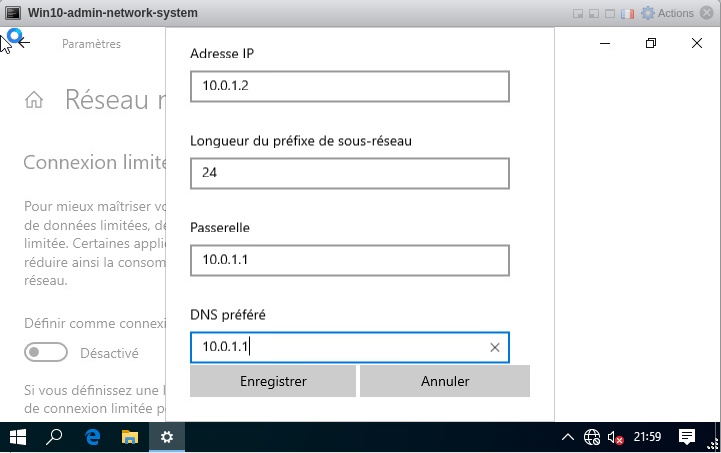 Win10-admin-network-system
Actions
Paramètres
Réseau n
Connexion limité
Pour mieux maîtriser vo
de données limitées, dé
limitée. Certaines applic
réduire ainsi la consom
réseau.
Définir comme connexi
Désactivé
Si vous définissez une l
de connexion limitée p
Adresse IP
10.0.1.2
Longueur du préfixe de sous-réseau
24
Passerelle
10.0.1.1
DNS préféré
10.0.1.1
Enregistrer
Annuler
21:59